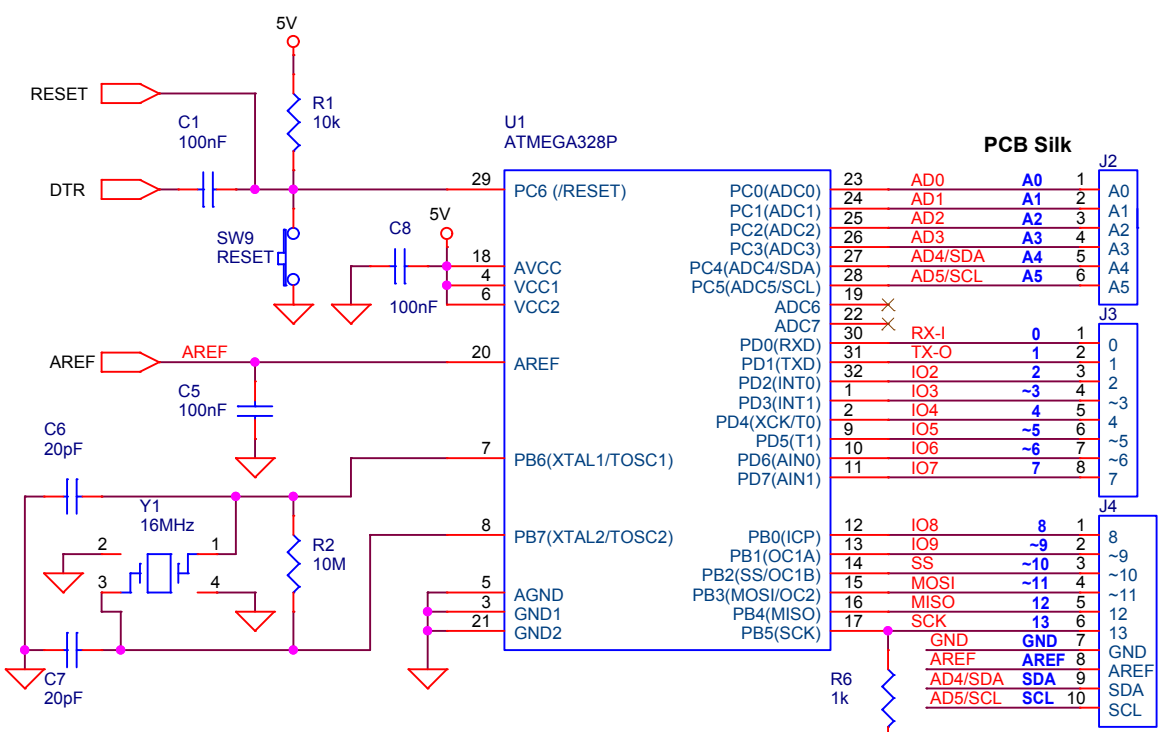 5V
RESET
R1
10k
C1
100nF
DTR
SW9
RESET
C8
100nF
5V
AREF
AREF
C5
100nF
C6
20pF
Y1
16MHz
2
1
3
4
R2
10M
C7
20pF
U1
ATMEGA328P
29 PC6 (/RESET)
18 AVCC
4 VCC1
6 VCC2
20 AREF
7 PB6(XTAL1/TOSC1)
8 PB7(XTAL2/TOSC2)
5 AGND
3 GND1
21 GND2
PCB Silk
J2
PC0(ADC0) 23 AD0 A0 1 A0
PC1(ADC1) 24 AD1 A1 2 A1
PC2(ADC2) 25 AD2 A2 3 A2
PC3(ADC3) 26 AD3 A3 4 A3
PC4(ADC4/SDA) 27 AD4/SDA A4 5 A4
PC5(ADC5/SCL) 28 AD5/SCL A5 6 A5
ADC6 19
ADC7 22
J3
PD0(RXD) 30 RX-I 0 1 0
PD1(TXD) 31 TX-O 1 2 1
PD2(INT0) 32 IO2 2 3 2
PD3(INT1) 1 IO3 ~3 4 ~3
PD4(XCK/T0) 2 IO4 4 5 4
PD5(T1) 9 IO5 ~5 6 ~5
PD6(AIN0) 10 IO6 ~6 7 ~6
PD7(AIN1) 11 IO7 7 8 7
J4
PB0(ICP) 12 IO8 8 1 8
PB1(OC1A) 13 IO9 ~9 2 ~9
PB2(SS/OC1B) 14 SS ~10 3 ~10
PB3(MOSI/OC2) 15 MOSI ~11 4 ~11
PB4(MISO) 16 MISO 12 5 12
PB5(SCK) 17 SCK 13 6 13
GND GND 7 GND
AREF AREF 8 AREF
AD4/SDA SDA 9 SDA
AD5/SCL SCL 10 SCL
R6
1k